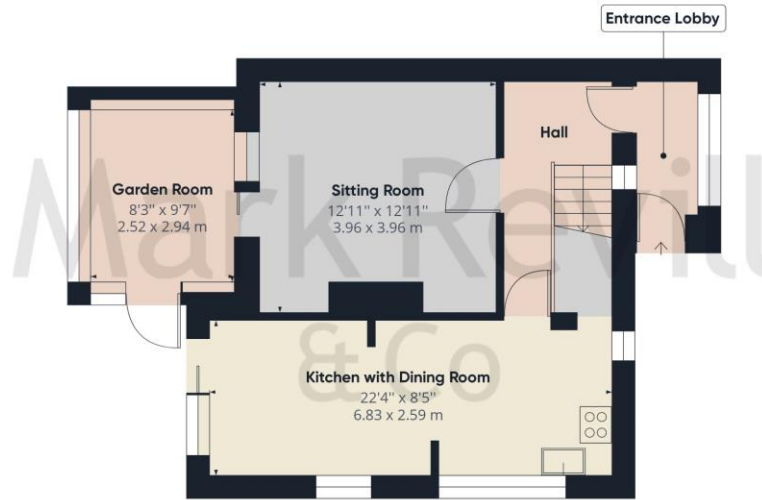 Entrance Lobby
Hall
Garden Room
8'3" x 9'7"
2.52 x 2.94 m
Sitting Room
12'11" x 12'11"
3.96 x 3.96 m
Mark Revill
& Co
Kitchen with Dining Room
22'4" x 8'5"
6.83 x 2.59 m